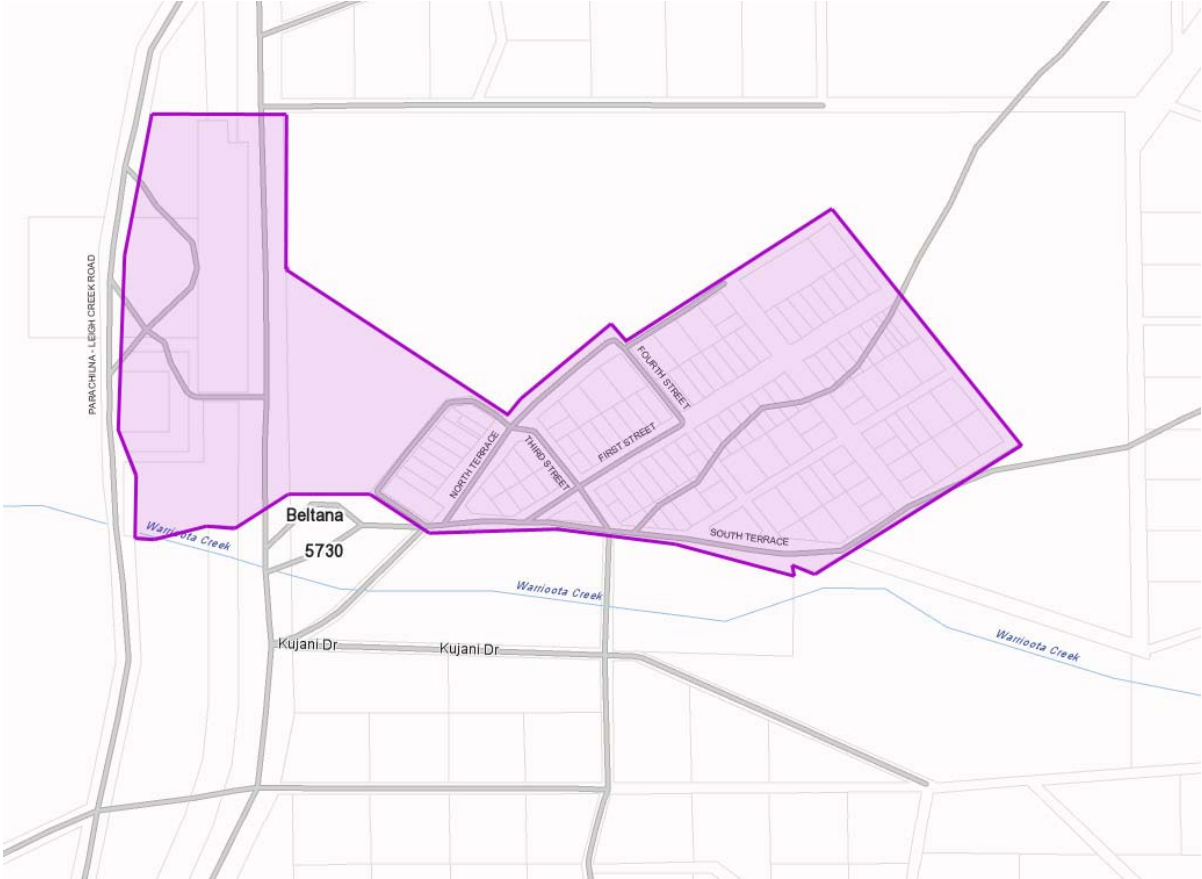 PARACHILNA - LEIGH CREEK ROAD
FOURTH STREET
FIRST STREET
THIRD STREET
NORTH TERRACE
SOUTH TERRACE
Beltana
5730
Warrioota Creek
Warrioota Creek
Warrioota Creek
Kujani Dr
Kujani Dr